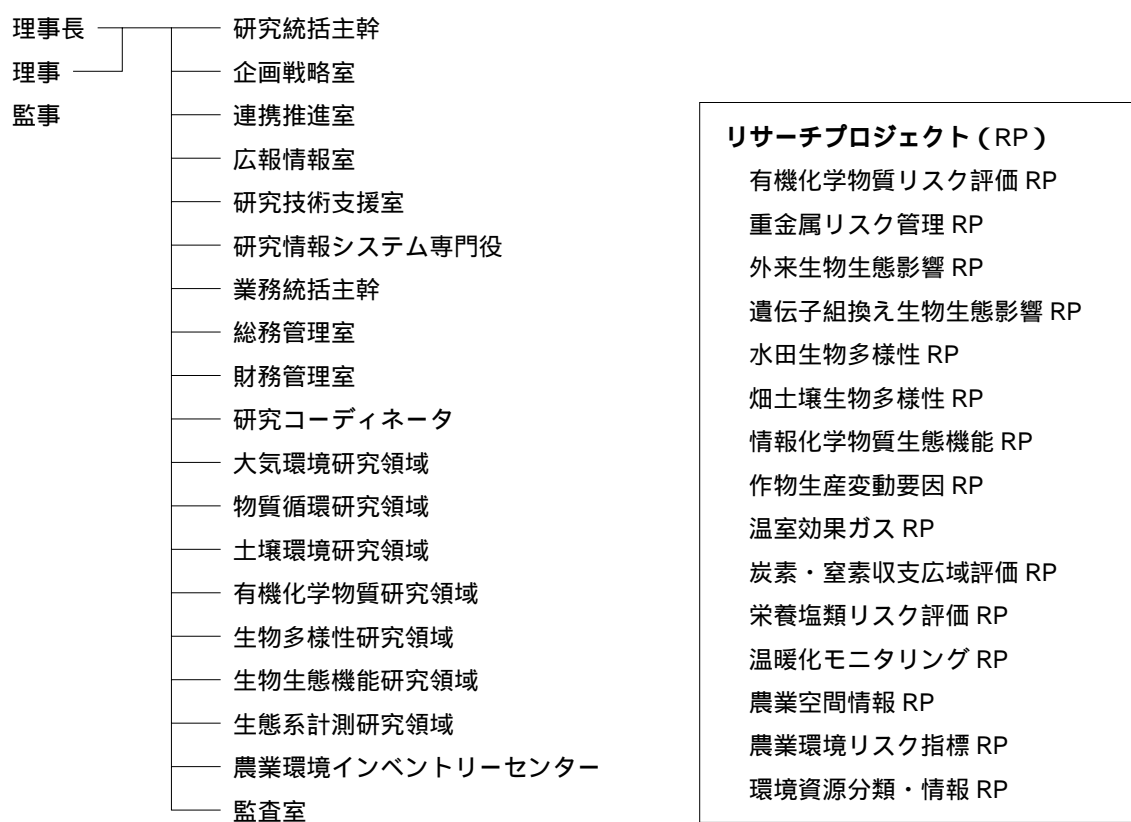 理事長
理事
監事
研究統括主幹
企画戦略室
連携推進室
広報情報室
研究技術支援室
研究情報システム専門役
業務統括主幹
総務管理室
財務管理室
研究コーディネータ
大気環境研究領域
物質循環研究領域
土壌環境研究領域
有機化学物質研究領域
生物多様性研究領域
生物生態機能研究領域
生態系計測研究領域
農業環境インベントリーセンター
監査室
リサーチプロジェクト(RP)
有機化学物質リスク評価 RP
重金属リスク管理 RP
外来生物生態影響 RP
遺伝子組換え生物生態影響 RP
水田生物多様性 RP
畑土壌生物多様性 RP
情報化学物質生態機能 RP
作物生産変動要因 RP
温室効果ガス RP
炭素・窒素収支広域評価 RP
栄養塩類リスク評価 RP
温暖化モニタリング RP
農業空間情報 RP
農業環境リスク指標 RP
環境資源分類・情報 RP